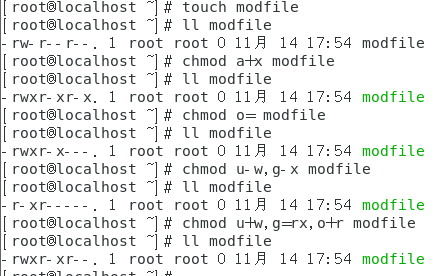 [root@localhost ~]# touch modfile
[root@localhost ~]# ll modfile
-rw-r--r--. 1 root root 0 11月 14 17:54 modfile
[root@localhost ~]# chmod a+x modfile
[root@localhost ~]# ll modfile
-rwxr-xr-x. 1 root root 0 11月 14 17:54 modfile
[root@localhost ~]# chmod o= modfile
[root@localhost ~]# ll modfile
-rwxr-x---. 1 root root 0 11月 14 17:54 modfile
[root@localhost ~]# chmod u-w,g-x modfile
[root@localhost ~]# ll modfile
-r-xr-----. 1 root root 0 11月 14 17:54 modfile
[root@localhost ~]# chmod u+w,g=rx,o+r modfile
[root@localhost ~]# ll modfile
-rwxr-xr--. 1 root root 0 11月 14 17:54 modfile
[root@localhost ~]#